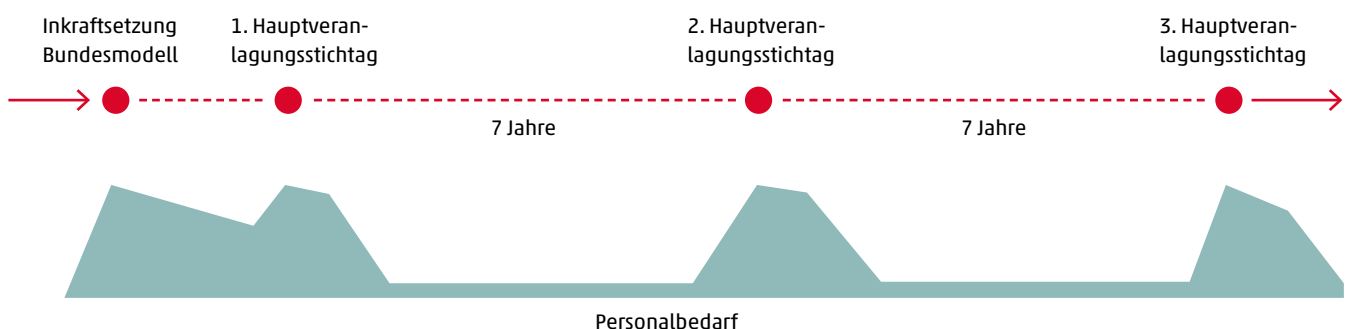 Inkraftsetzung
Bundesmodell
1. Hauptveran-
lagungsstichtag
2. Hauptveran-
lagungsstichtag
3. Hauptveran-
lagungsstichtag
7 Jahre
7 Jahre
Personalbedarf